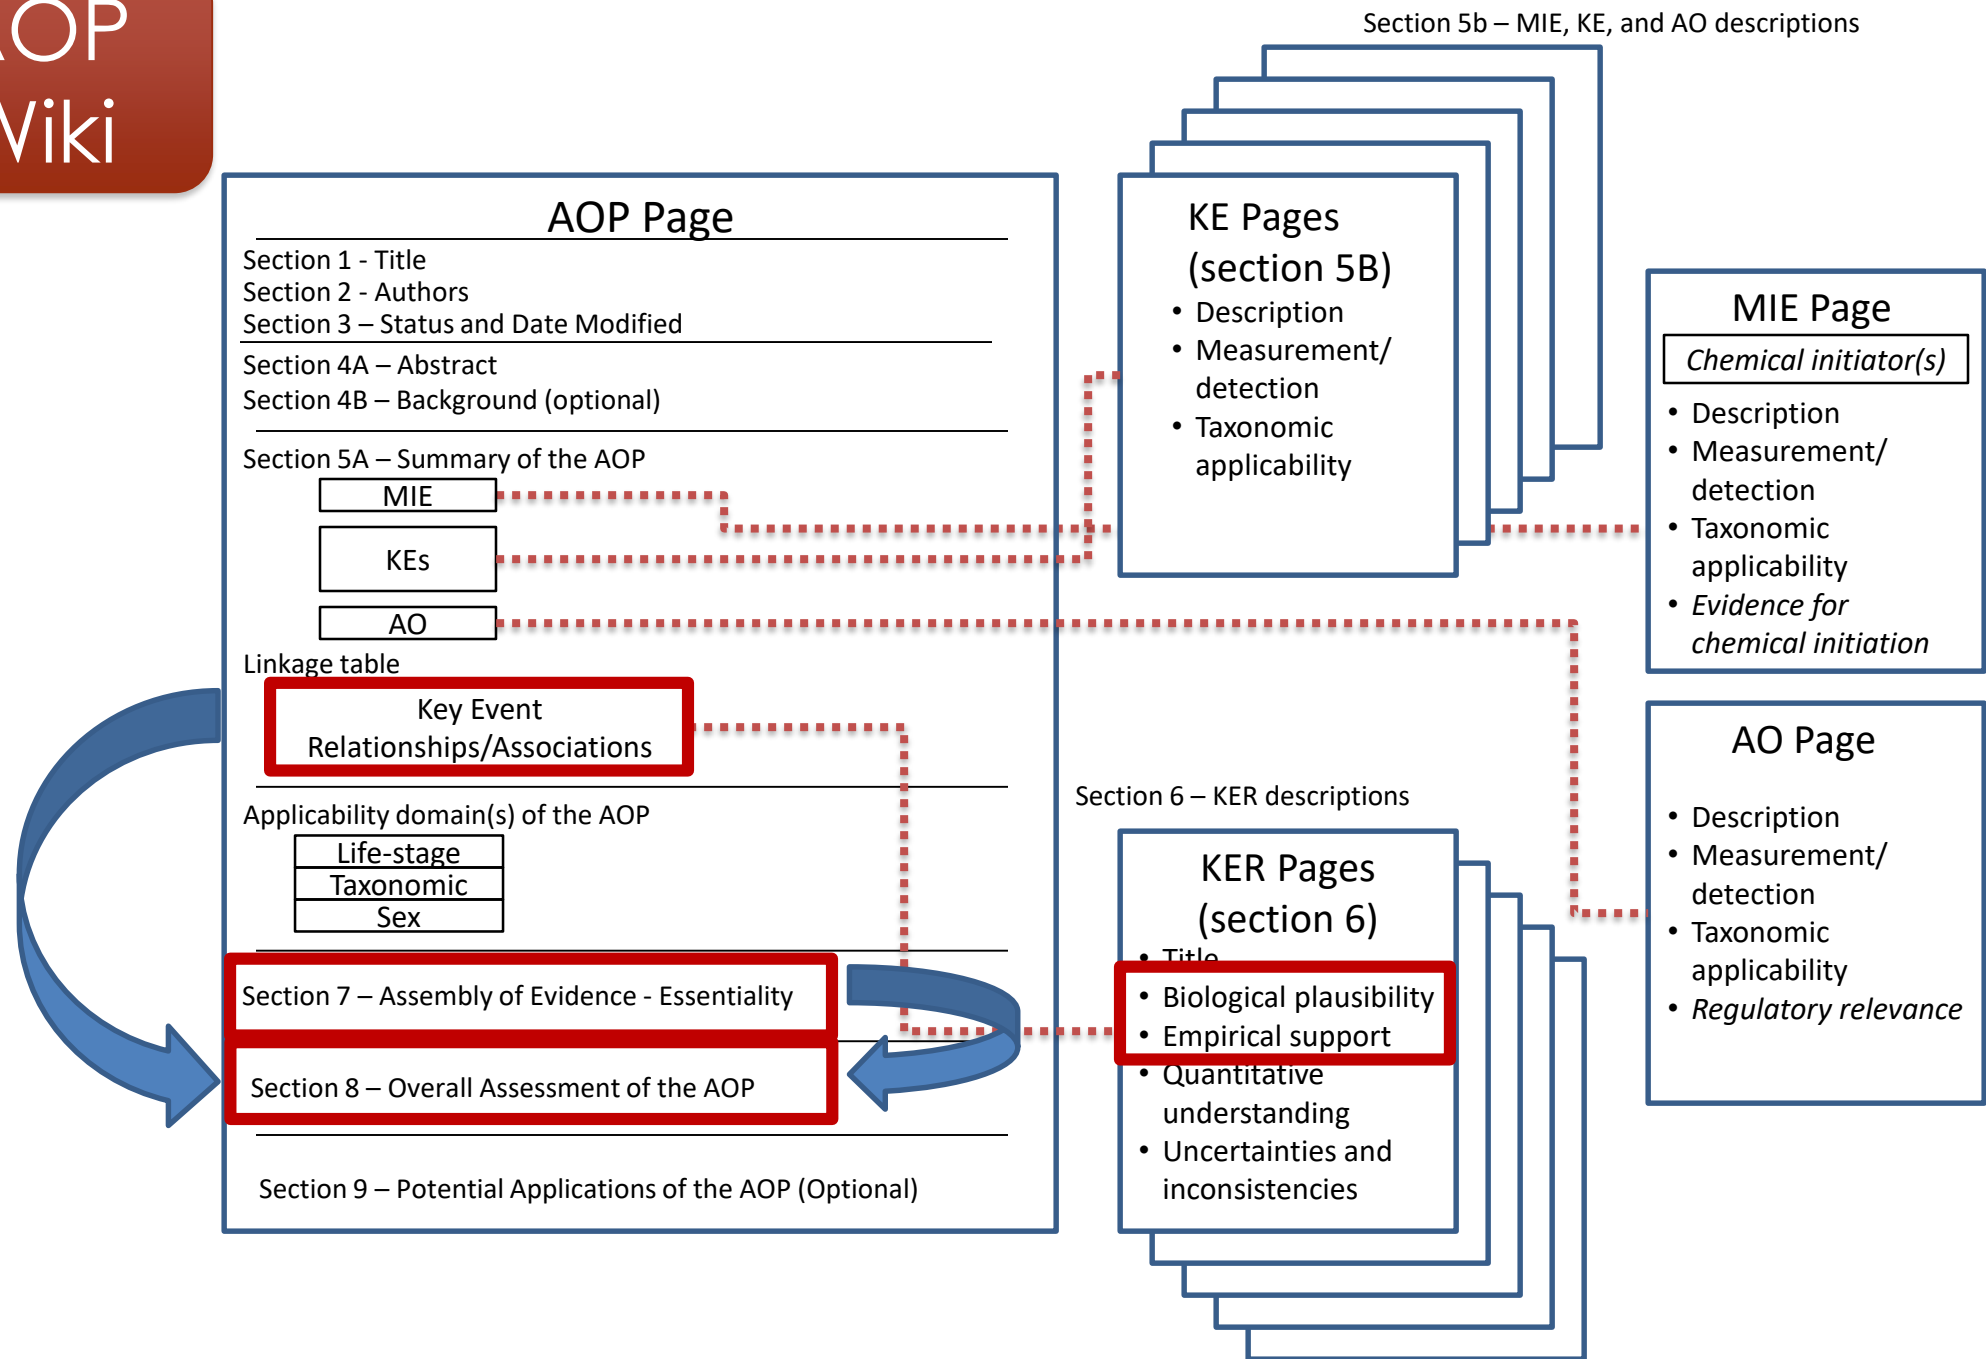 AOP
Wiki
Section 5b – MIE, KE, and AO descriptions
AOP Page
Section 1 - Title
Section 2 - Authors
Section 3 – Status and Date Modified
Section 4A – Abstract
Section 4B – Background (optional)
Section 5A – Summary of the AOP
MIE
KEs
AO
Linkage table
Key Event
Relationships/Associations
Applicability domain(s) of the AOP
Life-stage
Taxonomic
Sex
Section 7 – Assembly of Evidence - Essentiality
Section 8 – Overall Assessment of the AOP
Section 9 – Potential Applications of the AOP (Optional)
KE Pages
(section 5B)
• Description
• Measurement/
detection
• Taxonomic
applicability
MIE Page
Chemical initiator(s)
• Description
• Measurement/
detection
• Taxonomic
applicability
• Evidence for
chemical initiation
Section 6 – KER descriptions
KER Pages
(section 6)
• Title
• Biological plausibility
• Empirical support
• Quantitative
understanding
• Uncertainties and
inconsistencies
AO Page
• Description
• Measurement/
detection
• Taxonomic
applicability
• Regulatory relevance